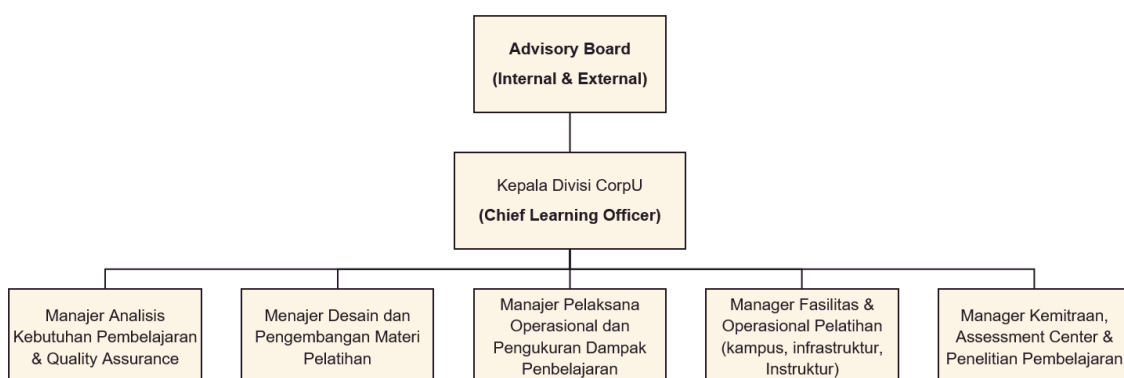 Advisory Board
(Internal & External)
Kepala Divisi CorpU
(Chief Learning Officer)
Manajer Analisis
Kebutuhan Pembelajaran
& Quality Assurance
Menajer Desain dan
Pengembangan Materi
Pelatihan
Manajer Pelaksana
Operasional dan
Pengukuran Dampak
Penbelajaran
Manager Fasilitas &
Operasional Pelatihan
(kampus, infrastruktur,
Instruktur)
Manager Kemitraan,
Assessment Center &
Penelitian Pembelajaran